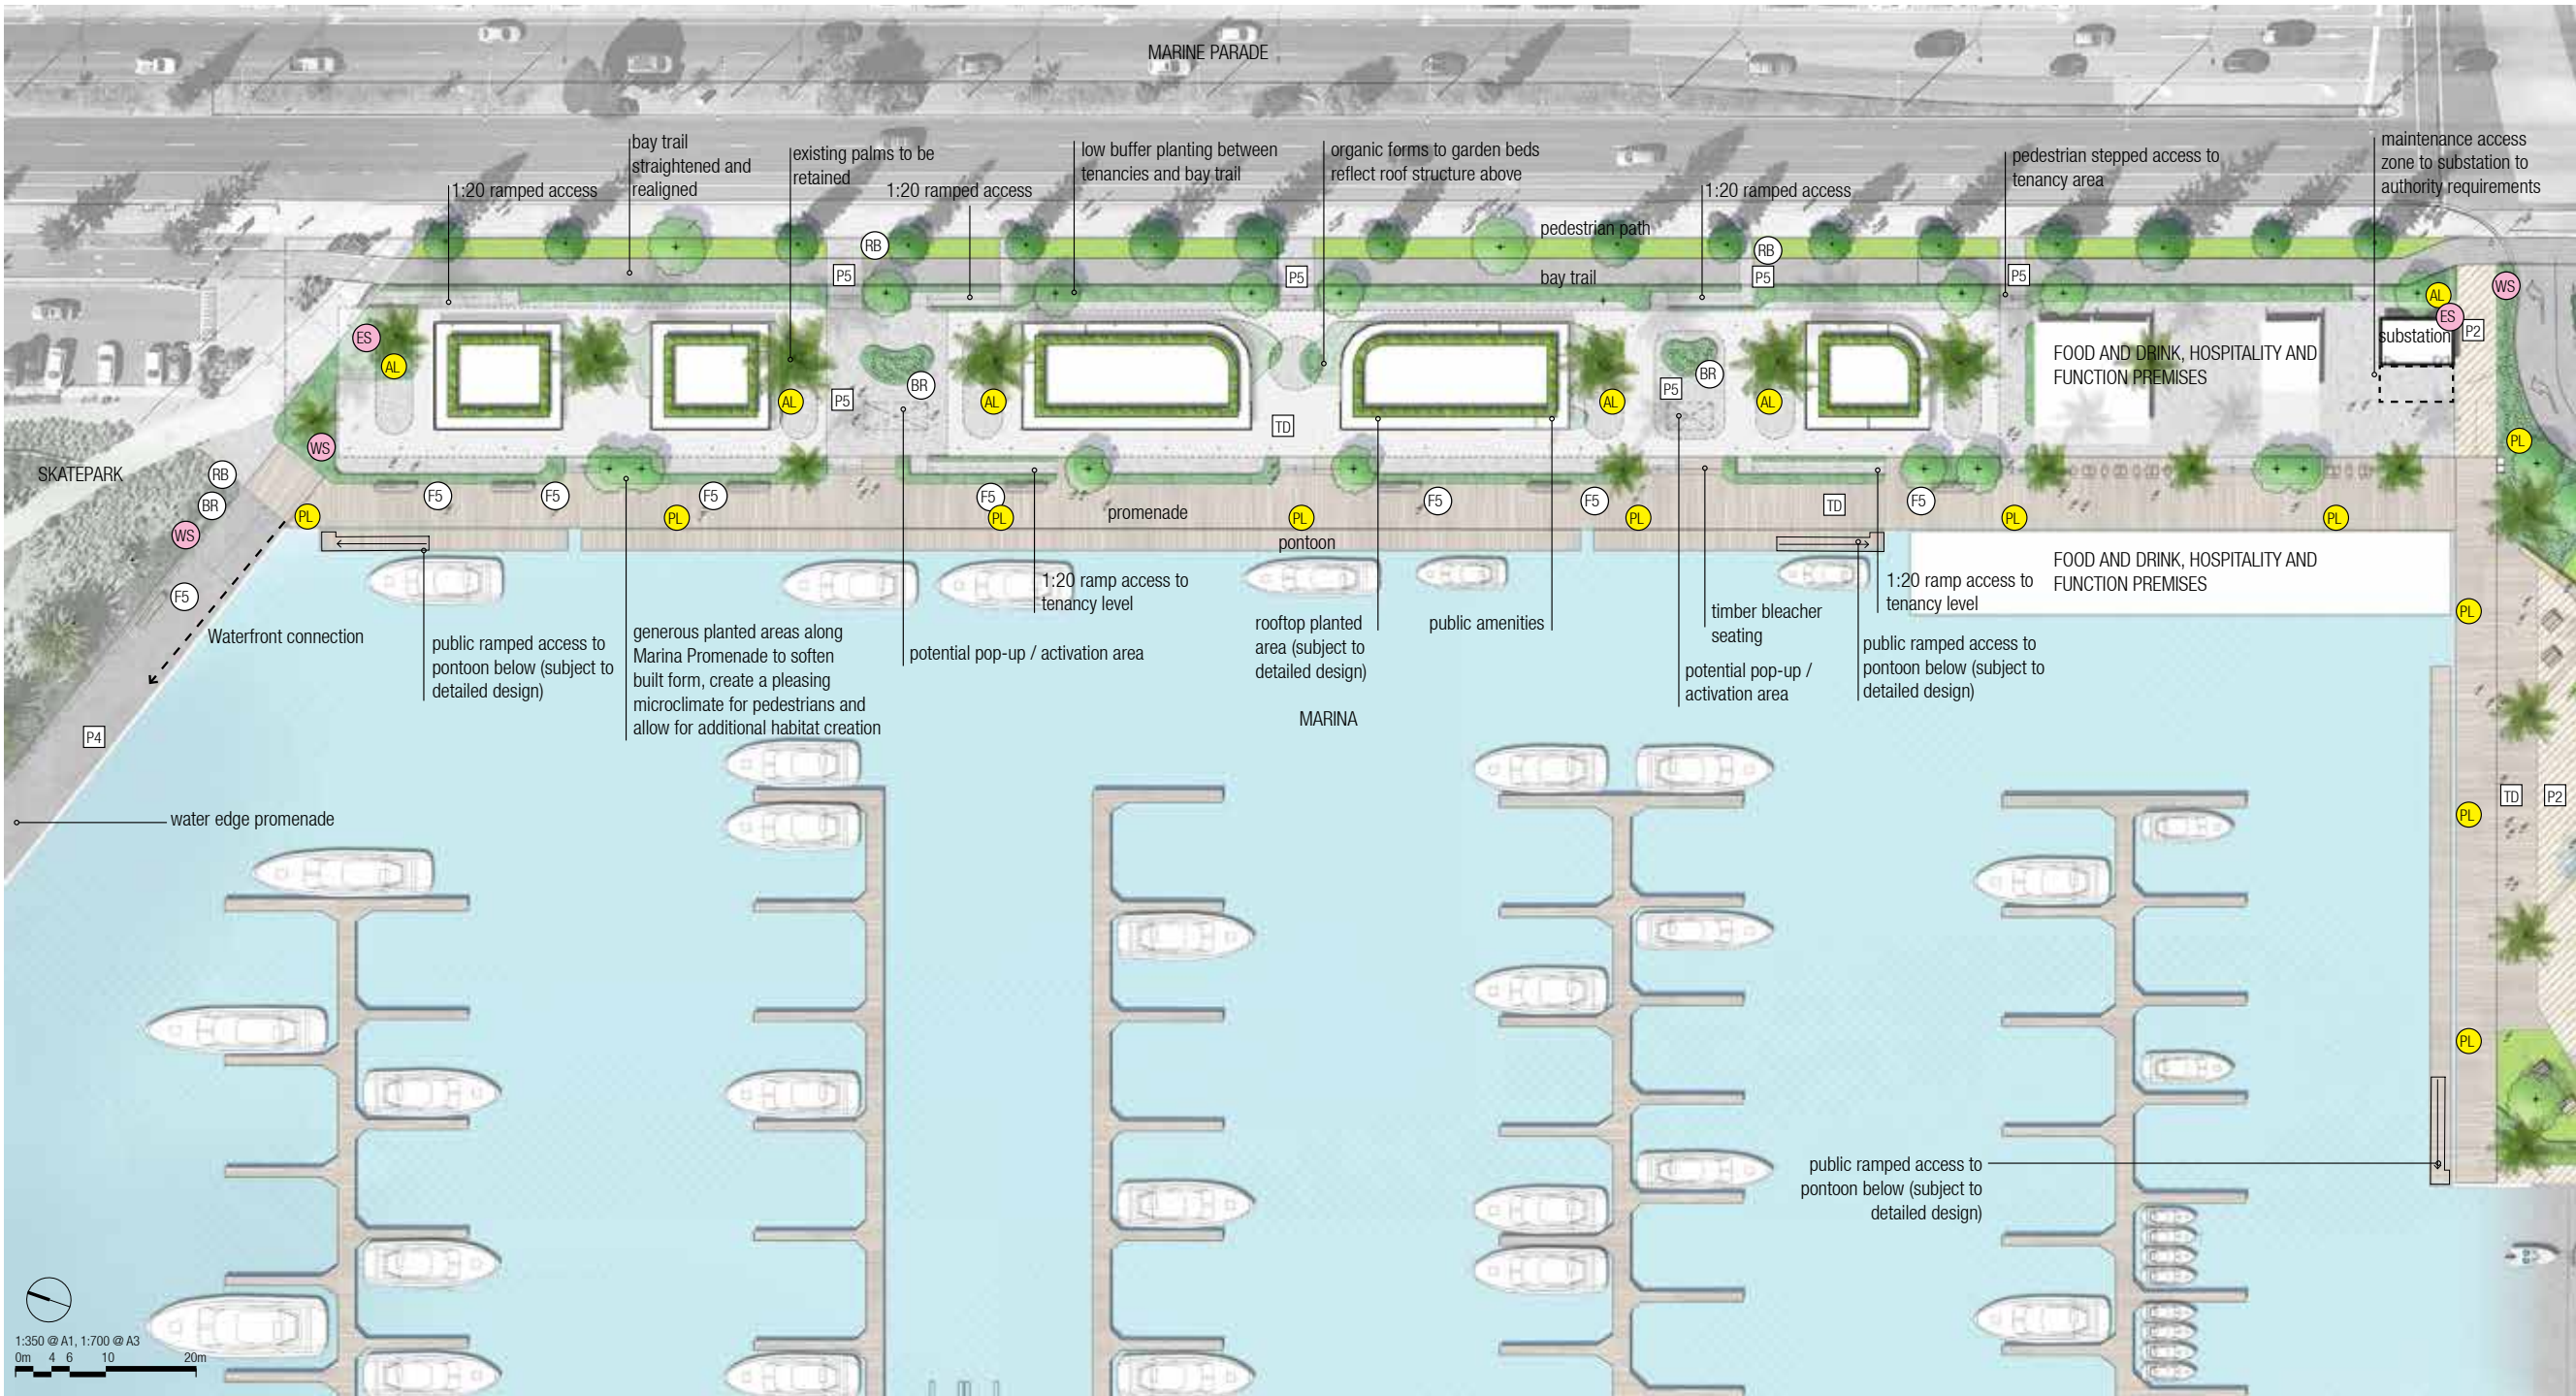 MARINE PARADE
1:20 ramped access
bay trail
straightened and
realigned
existing palms to be
retained
1:20 ramped access
low buffer planting between
tenancies and bay trail
organic forms to garden beds
reflect roof structure above
1:20 ramped access
pedestrian stepped access to
tenancy area
maintenance access
zone to substation to
authority requirements
pedestrian path
RB
RB
bay trail
P5
P5
P5
P5
WS
AL
ES
P2
substation
ES
AL
FOOD AND DRINK, HOSPITALITY AND
FUNCTION PREMISES
BR
BR
P5
P5
AL
AL
AL
AL
TD
PL
WS
SKATEPARK
RB
BR
WS
F5
PL
F5
F5
PL
F5
F5
PL
promenade
PL
F5
F5
PL
TD
F5
PL
PL
pontoon
FOOD AND DRINK, HOSPITALITY AND
FUNCTION PREMISES
PL
Waterfront connection
public ramped access to
pontoon below (subject to
detailed design)
generous planted areas along
Marina Promenade to soften
built form, create a pleasing
microclimate for pedestrians and
allow for additional habitat creation
potential pop-up / activation area
1:20 ramp access to
tenancy level
rooftop planted
area (subject to
detailed design)
public amenities
timber bleacher
seating
potential pop-up /
activation area
1:20 ramp access to
tenancy level
public ramped access to
pontoon below (subject to
detailed design)
MARINA
P4
water edge promenade
TD
P2
PL
PL
public ramped access to
pontoon below (subject to
detailed design)
1:350 @ A1, 1:700 @ A3
0m 4 6 10 20m